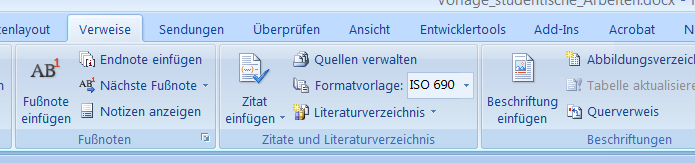 Vorlage_studentische_Arbeiten.docx -
tenlayout Verweise Sendungen Überprüfen Ansicht Entwicklertools Add-Ins Acrobat N
AB¹ Fußnote einfügen
Endnote einfügen
AB Nächste Fußnote
Notizen anzeigen
Fußnoten
Zitat einfügen
Quellen verwalten
Formatvorlage: ISO 690
Literaturverzeichnis
Zitate und Literaturverzeichnis
Beschriftung einfügen
Abbildungsverzeic
Tabelle aktualisiere
Querverweis
Beschriftungen